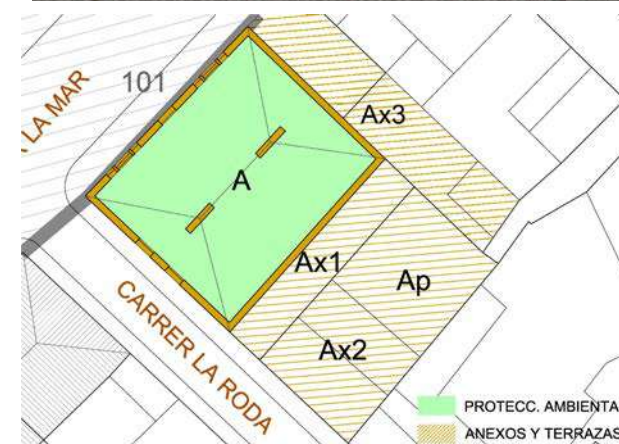 LA MAR
101
Ax3
A
Ax1
Ap
Ax2
CARRER LA RODA
PROTECC. AMBIENTA
ANEXOS Y TERRAZAS